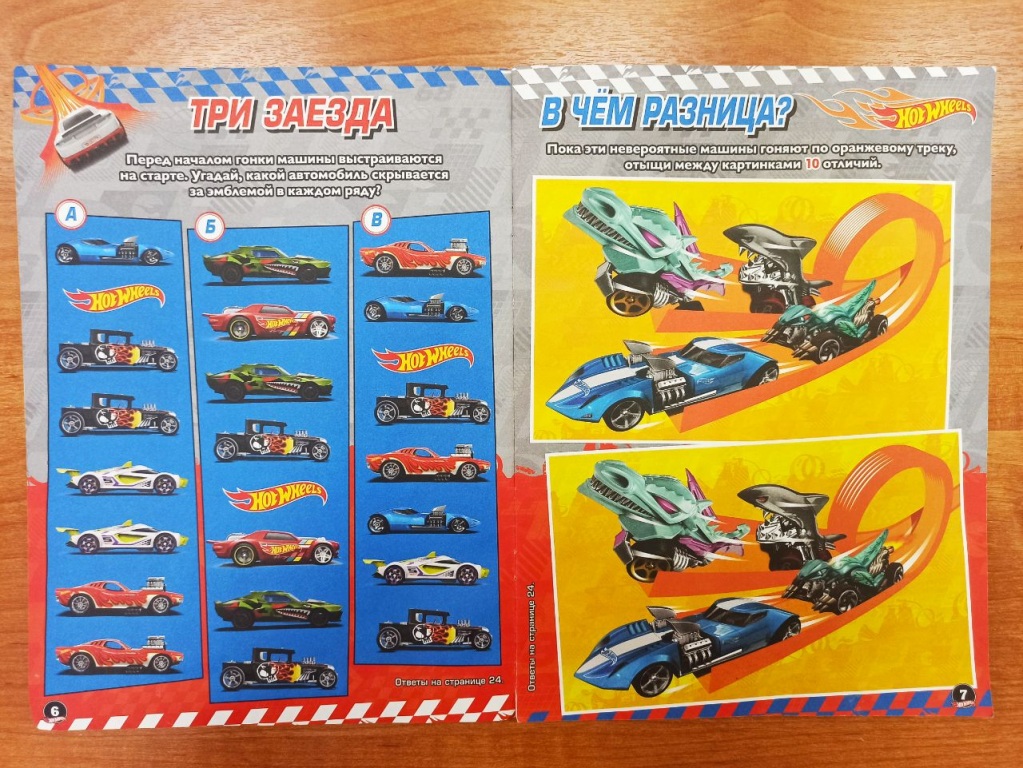 ТРИ ЗАЕЗДА
Перед началом гонки машины выстраиваются
на старте. Угадай, какой автомобиль скрывается
за эмблемой в каждом ряду?
А
Б
В
HOT WHEELS
HOT WHEELS
HOT WHEELS
Ответы на странице 24
6
В ЧЁМ РАЗНИЦА?
HOT WHEELS
Пока эти невероятные машины гоняют по оранжевому треку,
отыщи между картинками 10 отличий.
Ответы на странице 24.
7